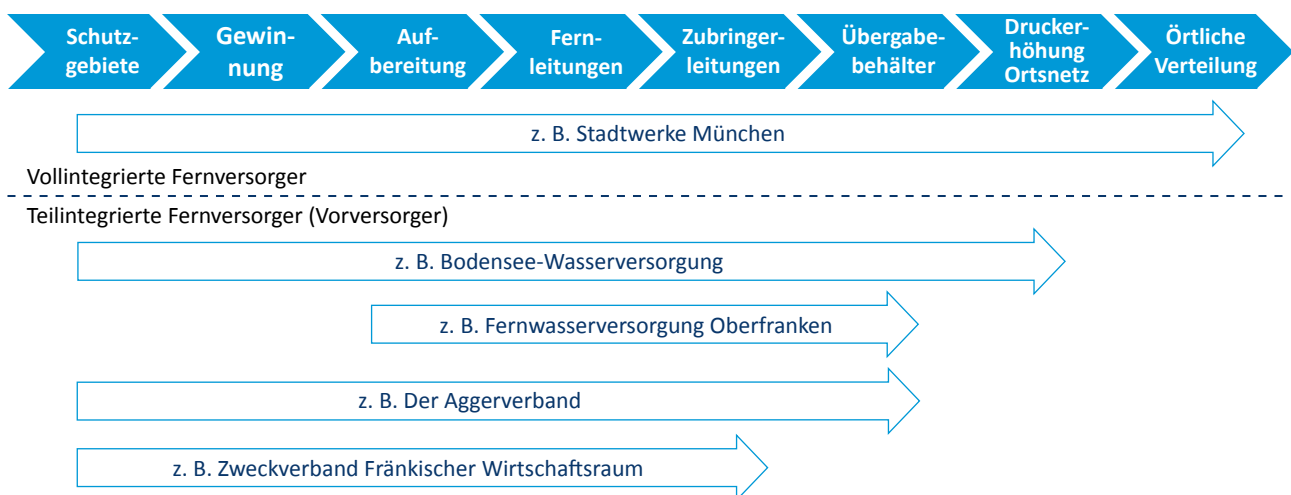 Schutz-
gebiete
Gewin-
nung
Auf-
bereitung
Fern-
leitungen
Zubringer-
leitungen
Übergabe-
behälter
Drucker-
höhung
Ortsnetz
Örtliche
Verteilung
z. B. Stadtwerke München
Vollintegrierte Fernversorger
Teilintegrierte Fernversorger (Vorversorger)
z. B. Bodensee-Wasserversorgung
z. B. Fernwasserversorgung Oberfranken
z. B. Der Aggerverband
z. B. Zweckverband Fränkischer Wirtschaftsraum